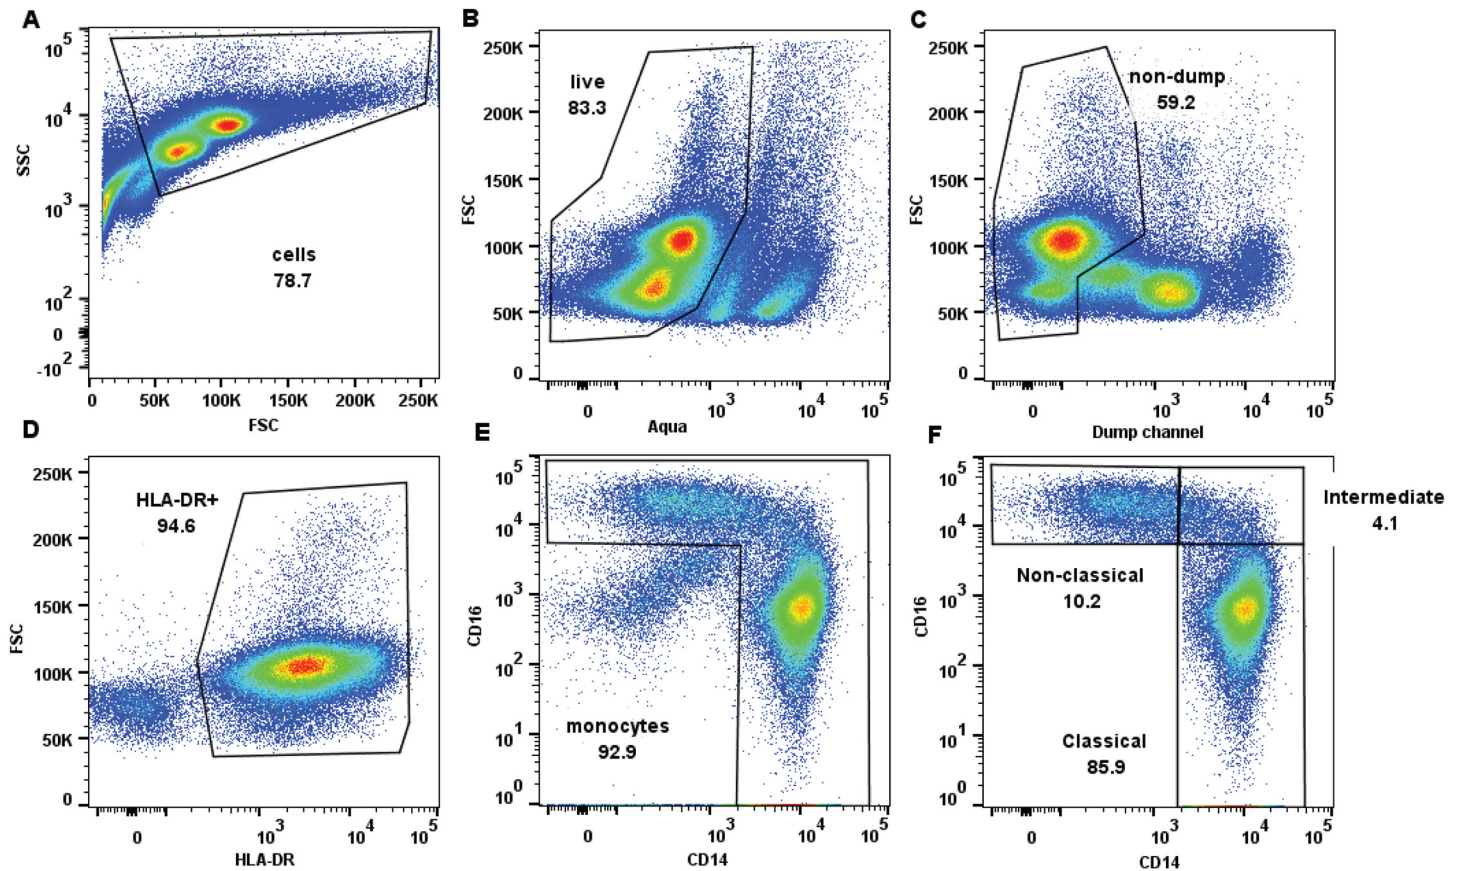 A
SSC
10^5
10^4
10^3
10^2
0
-10^2
cells
78.7
0 50K 100K 150K 200K 250K
FSC
B
FSC
250K
200K
150K
100K
50K
0
live
83.3
0 10^3 10^4 10^5
Aqua
C
FSC
250K
200K
150K
100K
50K
0
non-dump
59.2
0 10^3 10^4 10^5
Dump channel
D
FSC
250K
200K
150K
100K
50K
0
HLA-DR+
94.6
0 10^3 10^4 10^5
HLA-DR
E
CD16
10^5
10^4
10^3
10^2
10^1
10^0
monocytes
92.9
0 10^3 10^4 10^5
CD14
F
CD16
10^5
10^4
10^3
10^2
10^1
10^0
Intermediate
4.1
Non-classical
10.2
Classical
85.9
0 10^3 10^4 10^5
CD14